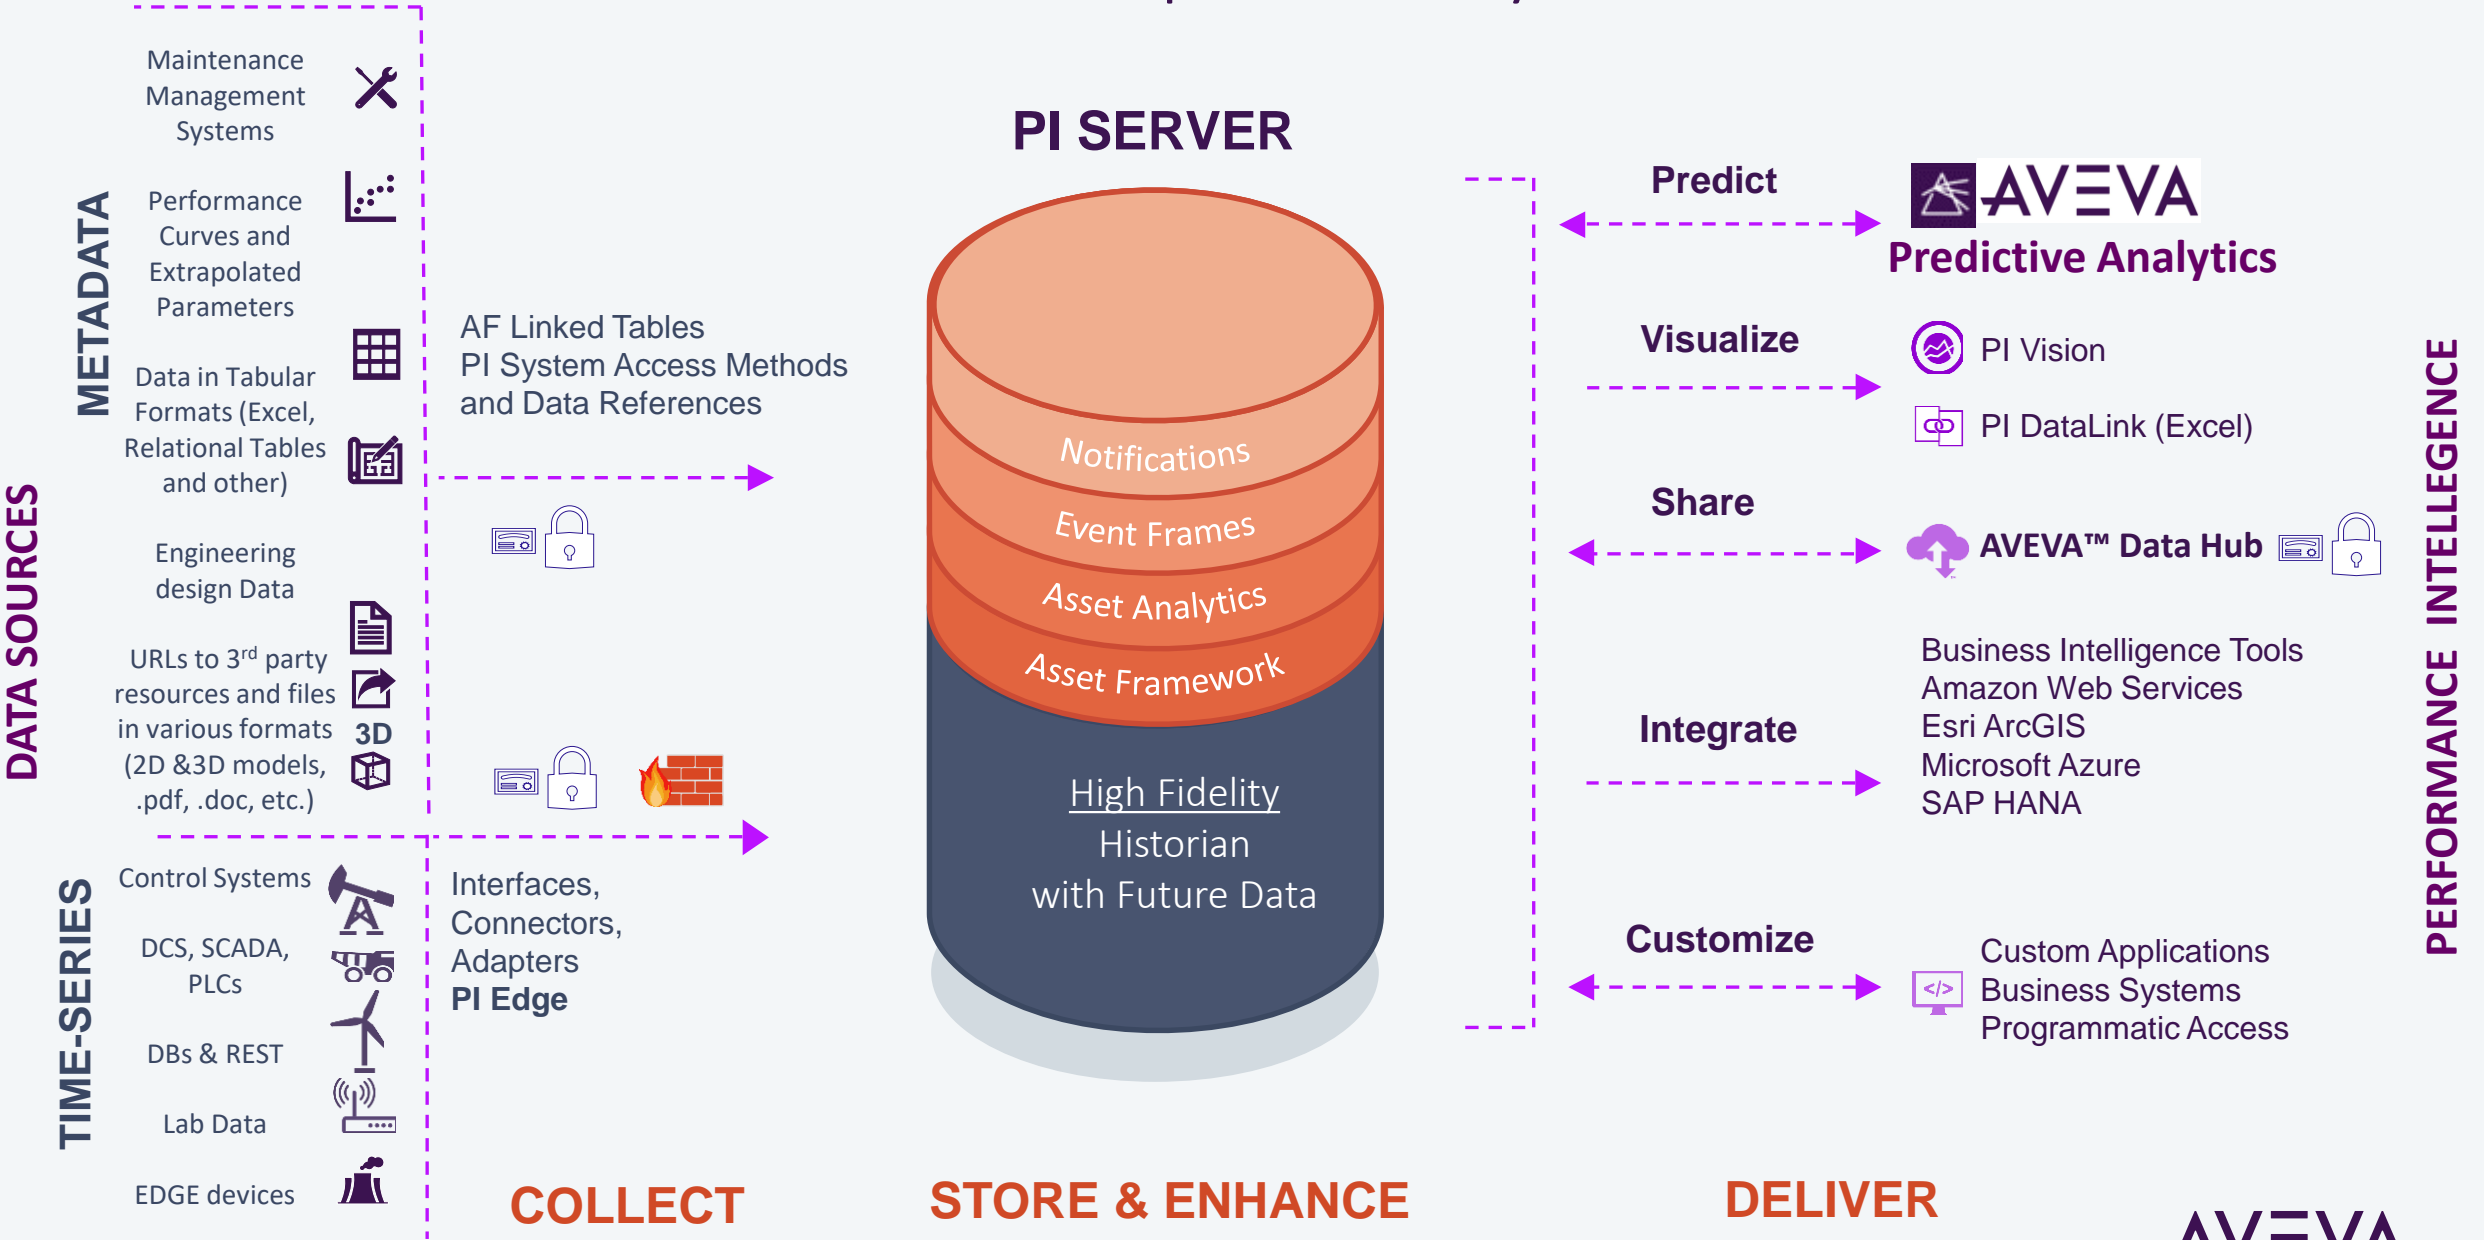 DATA SOURCES
METADATA
Maintenance
Management
Systems
Performance
Curves and
Extrapolated
Parameters
Data in Tabular
Formats (Excel,
Relational Tables
and other)
Engineering
design Data
URLs to 3rd party
resources and files
in various formats
(2D &3D models,
.pdf, .doc, etc.)
3D
TIME-SERIES
Control Systems
DCS, SCADA,
PLCs
DBs & REST
Lab Data
EDGE devices
AF Linked Tables
PI System Access Methods
and Data References
Interfaces,
Connectors,
Adapters
PI Edge
COLLECT
PI SERVER
Notifications
Event Frames
Asset Analytics
Asset Framework
High Fidelity
Historian
with Future Data
STORE & ENHANCE
Predict
AVEVA
Predictive Analytics
Visualize
PI Vision
PI DataLink (Excel)
Share
AVEVA™ Data Hub
Integrate
Business Intelligence Tools
Amazon Web Services
Esri ArcGIS
Microsoft Azure
SAP HANA
Customize
</>
Custom Applications
Business Systems
Programmatic Access
DELIVER
PERFORMANCE INTELLEGENCE
AVEVA